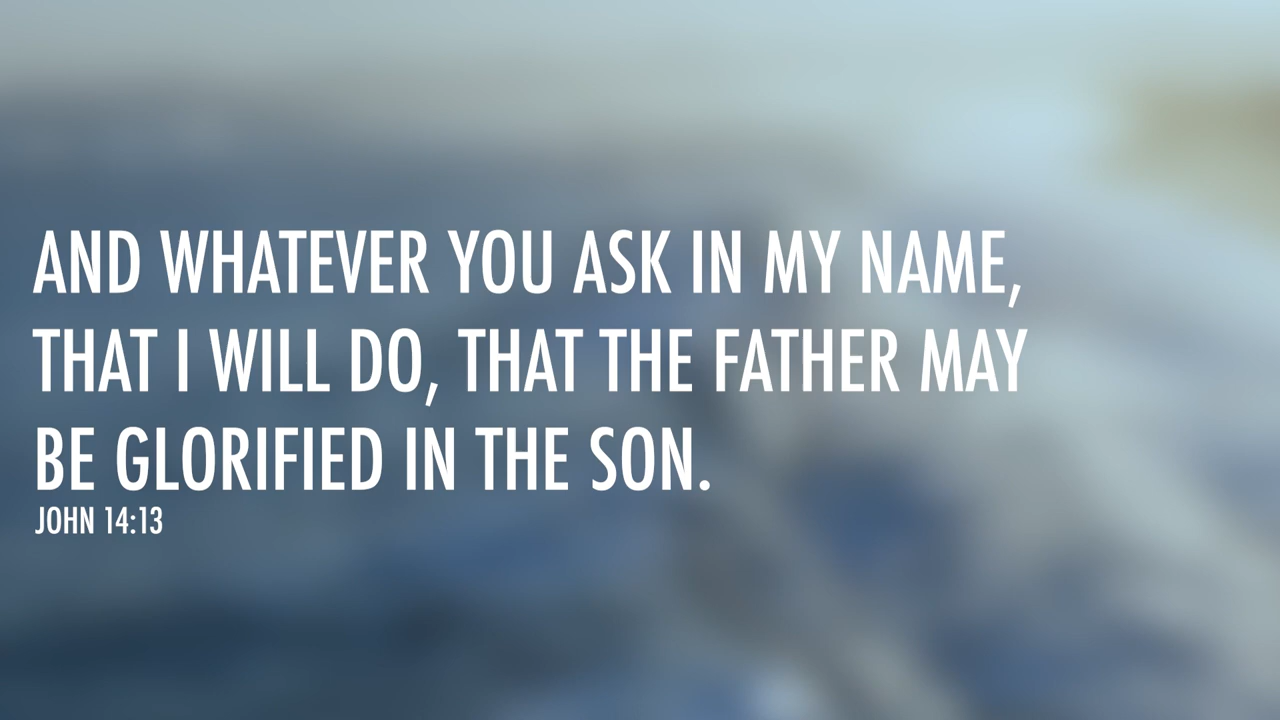 AND WHATEVER YOU ASK IN MY NAME,
THAT I WILL DO, THAT THE FATHER MAY
BE GLORIFIED IN THE SON.
JOHN 14:13